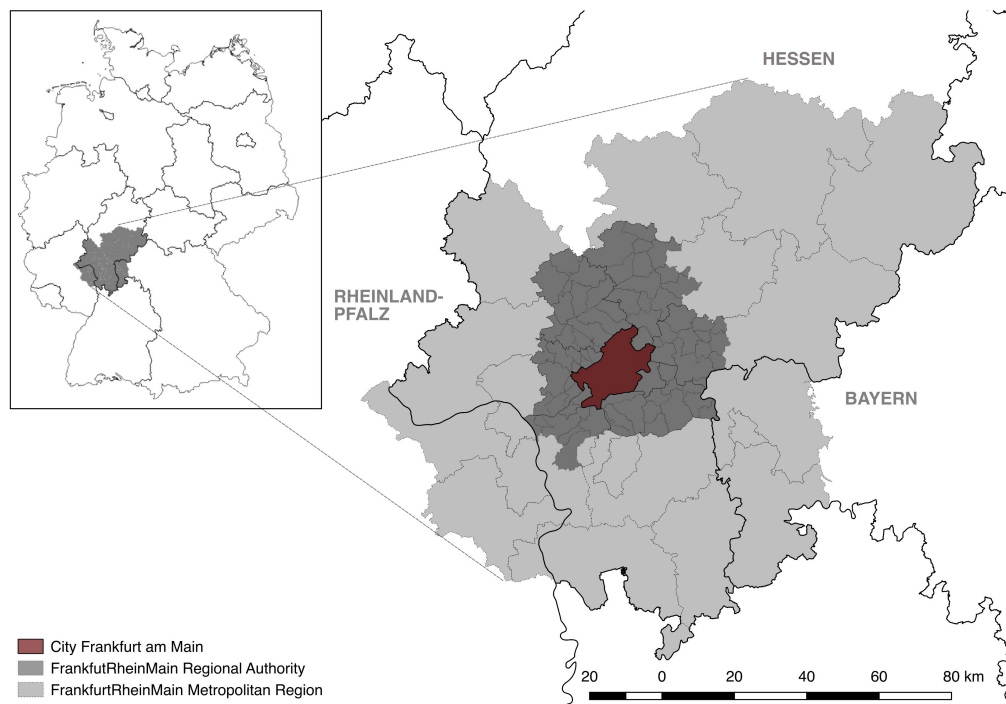 HESSEN
RHEINLAND-
PFALZ
BAYERN
City Frankfurt am Main
FrankfutRheinMain Regional Authority
FrankfurtRheinMain Metropolitan Region
20 0 20 40 60 80 km